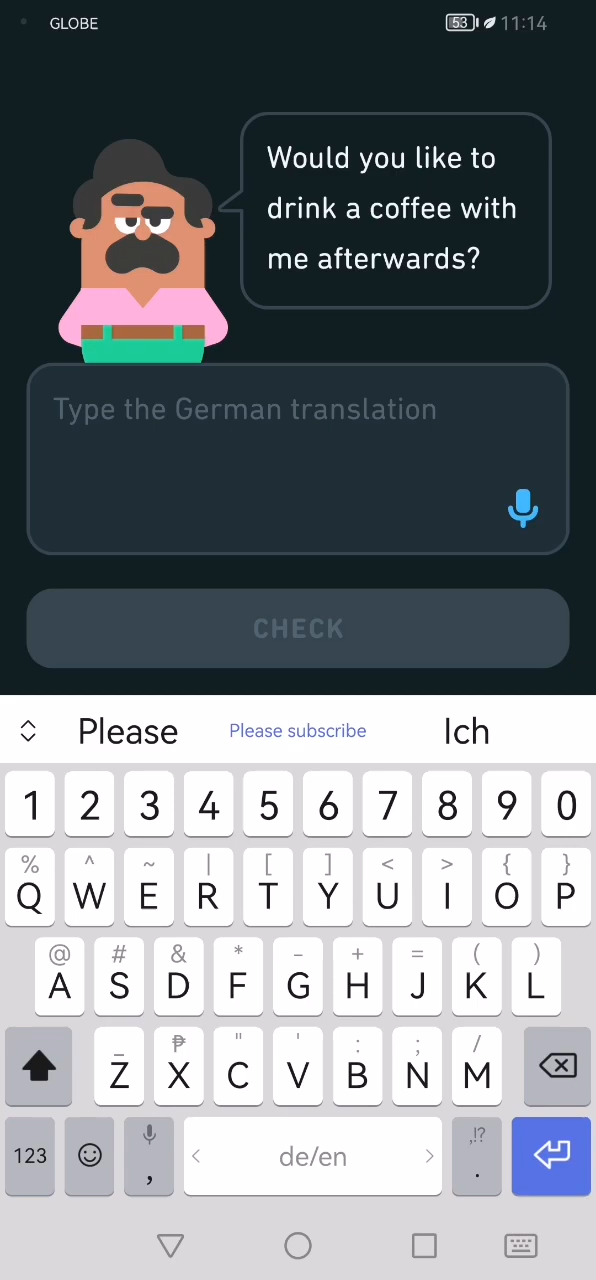 GLOBE
53 11:14
Would you like to
drink a coffee with
me afterwards?
Type the German translation
CHECK
Please Please subscribe Ich
1 2 3 4 5 6 7 8 9 0
% ^ ~ | [ ] < > { }
Q W E R T Y U I O P
@ # & * - + = ( )
A S D F G H J K L
_ ₱ " ' : ; /
Z X C V B N M
123 , < de/en > ,!? .